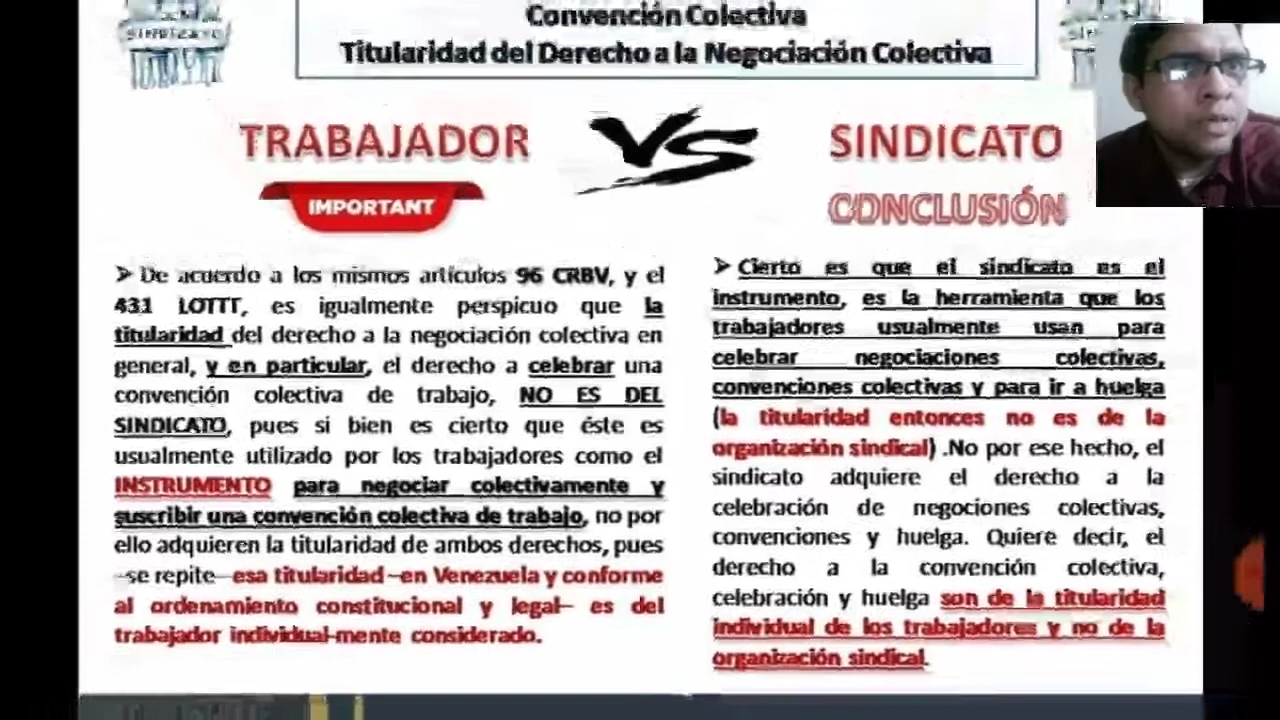 Convención Colectiva
Titularidad del Derecho a la Negociación Colectiva
TRABAJADOR
VS
SINDICATO
IMPORTANT
CONCLUSIÓN
➤ De acuerdo a los mismos artículos 96 CRBV, y el
431 LOTTT, es igualmente perspicuo que la
titularidad del derecho a la negociación colectiva en
general, y en particular, el derecho a celebrar una
convención colectiva de trabajo, NO ES DEL
SINDICATO, pues si bien es cierto que éste es
usualmente utilizado por los trabajadores como el
INSTRUMENTO para negociar colectivamente y
suscribir una convención colectiva de trabajo, no por
ello adquieren la titularidad de ambos derechos, pues
–se repite– esa titularidad –en Venezuela y conforme
al ordenamiento constitucional y legal– es del
trabajador individual-mente considerado.
➤ Cierto es que el sindicato es el
instrumento, es la herramienta que los
trabajadores usualmente usan para
celebrar negociaciones colectivas,
convenciones colectivas y para ir a huelga
(la titularidad entonces no es de la
organización sindical) .No por ese hecho, el
sindicato adquiere el derecho a la
celebración de negociones colectivas,
convenciones y huelga. Quiere decir, el
derecho a la convención colectiva,
celebración y huelga son de la titularidad
individual de los trabajadores y no de la
organización sindical.